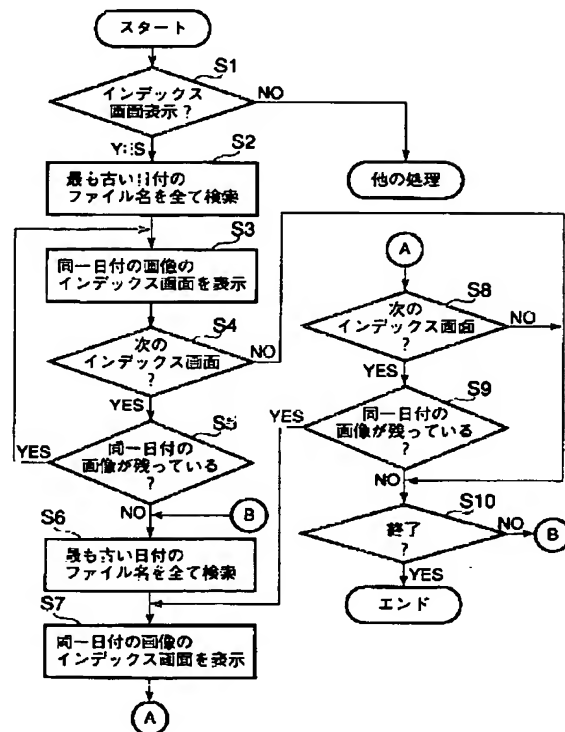 スタート
S1
インデックス
画面表示?
NO
YES
S2
最も古い日付の
ファイル名を全て検索
他の処理
S3
同一日付の画像の
インデックス画面を表示
S4
次の
インデックス画面
?
NO
YES
S5
同一日付の
画像が残っている
?
YES
NO
B
S6
最も古い日付の
ファイル名を全て検索
S7
同一日付の画像の
インデックス画面を表示
A
A
S8
次の
インデックス画面
?
NO
YES
S9
同一日付の
画像が残っている
?
YES
NO
S10
終了
?
NO
B
YES
エンド